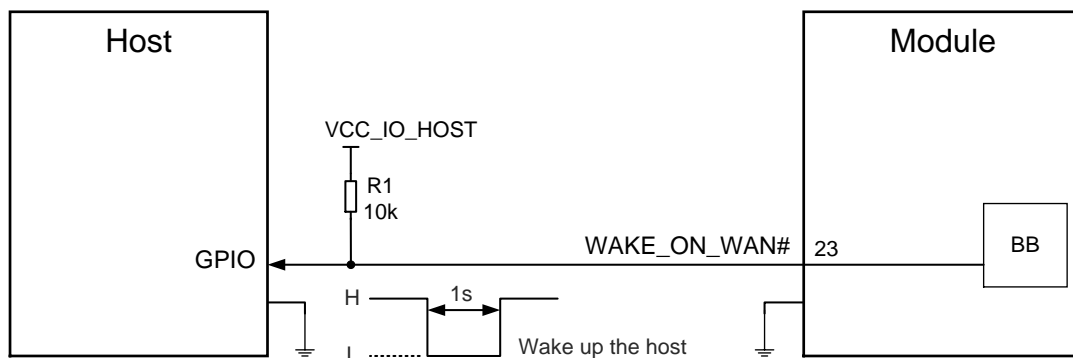 Host
Module
VCC_IO_HOST
R1
10k
WAKE_ON_WAN#
23
BB
GPIO
H
1s
L
Wake up the host